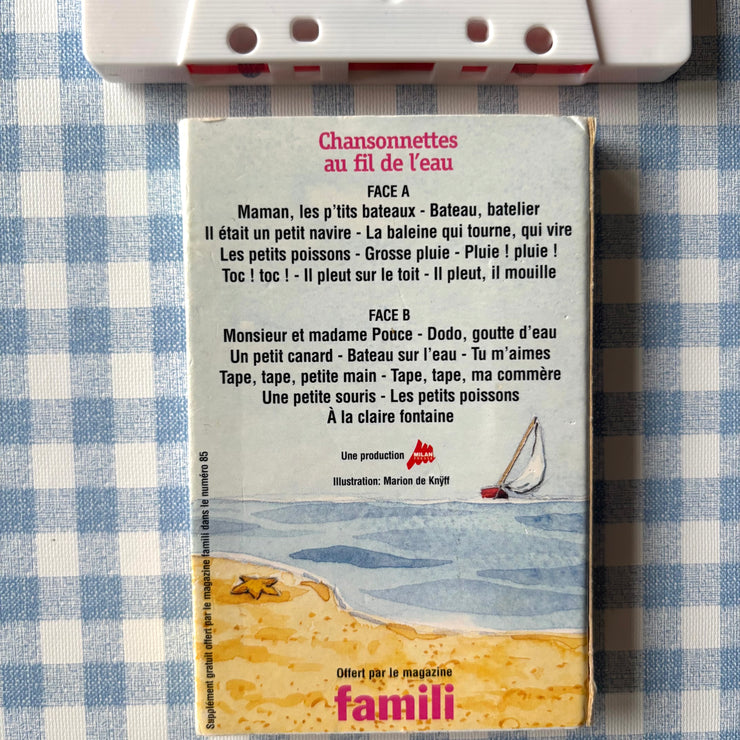 Chansonnettes
au fil de l'eau
FACE A
Maman, les p'tits bateaux - Bateau, batelier
Il était un petit navire - La baleine qui tourne, qui vire
Les petits poissons - Grosse pluie - Pluie ! pluie !
Toc ! toc ! - Il pleut sur le toit - Il pleut, il mouille
FACE B
Monsieur et madame Pouce - Dodo, goutte d'eau
Un petit canard - Bateau sur l'eau - Tu m'aimes
Tape, tape, petite main - Tape, tape, ma commère
Une petite souris - Les petits poissons
À la claire fontaine
Une production MILAN
Illustration: Marion de Knÿff
Supplément gratuit offert par le magazine famili dans le numéro 85
Offert par le magazine
famili